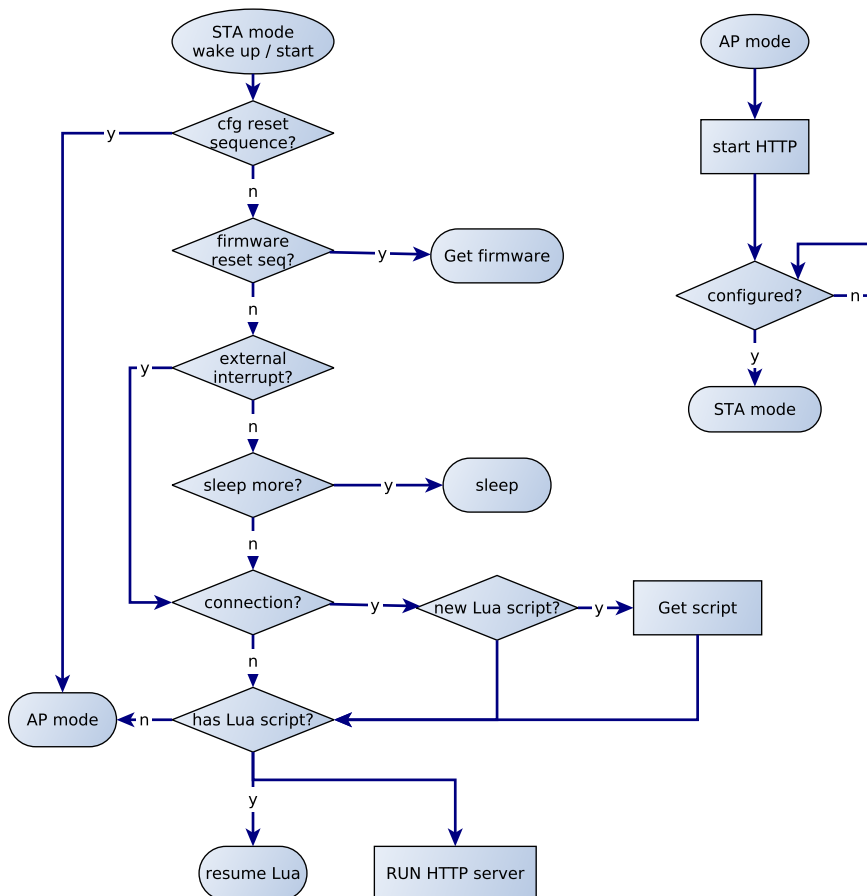 STA mode
wake up / start
AP mode
cfg reset
sequence?
y
start HTTP
n
firmware
reset seq?
y
Get firmware
configured?
n
n
external
interrupt?
y
y
STA mode
n
sleep more?
y
sleep
n
connection?
y
new Lua script?
y
Get script
n
AP mode
n
has Lua script?
y
resume Lua
RUN HTTP server